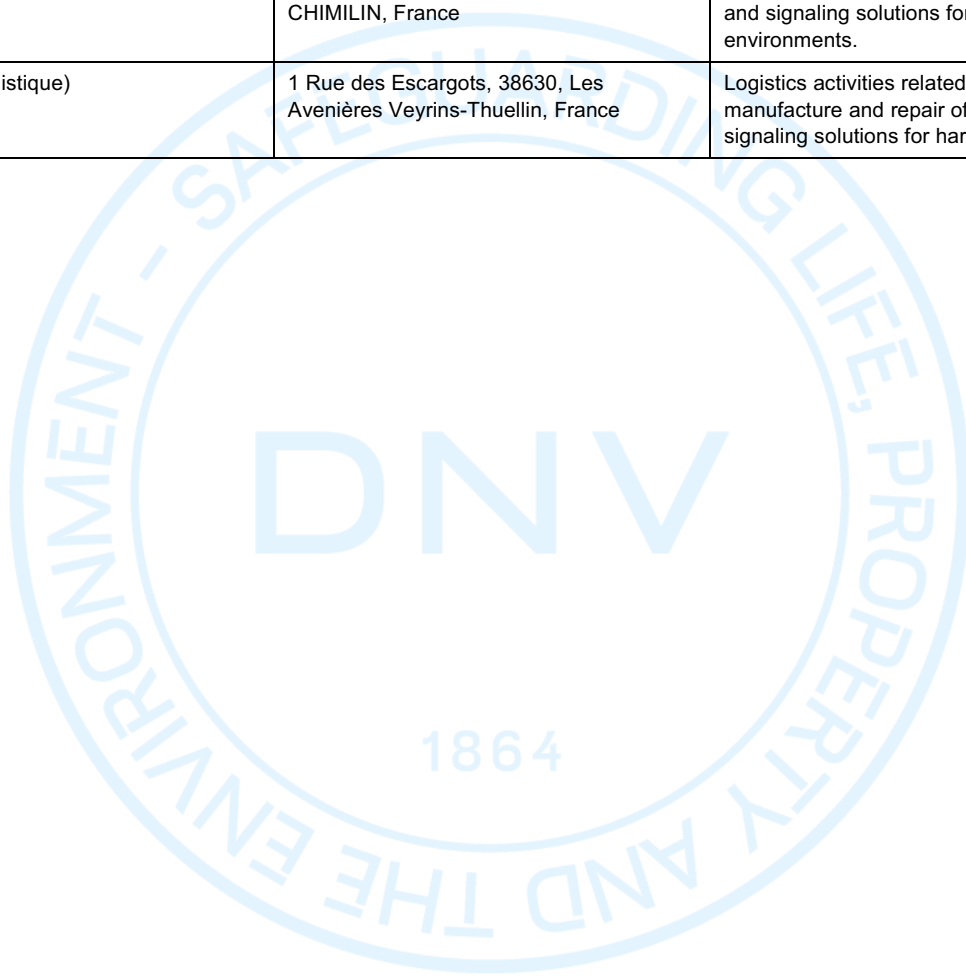 CHIMILIN, France
and signaling solutions for
environments.
istique)
1 Rue des Escargots, 38630, Les
Avenières Veyrins-Thuellin, France
Logistics activities related
manufacture and repair of
signaling solutions for har
SAFEGUARDING LIFE, PROPERTY AND THE ENVIRONMENT -
DNV
1864